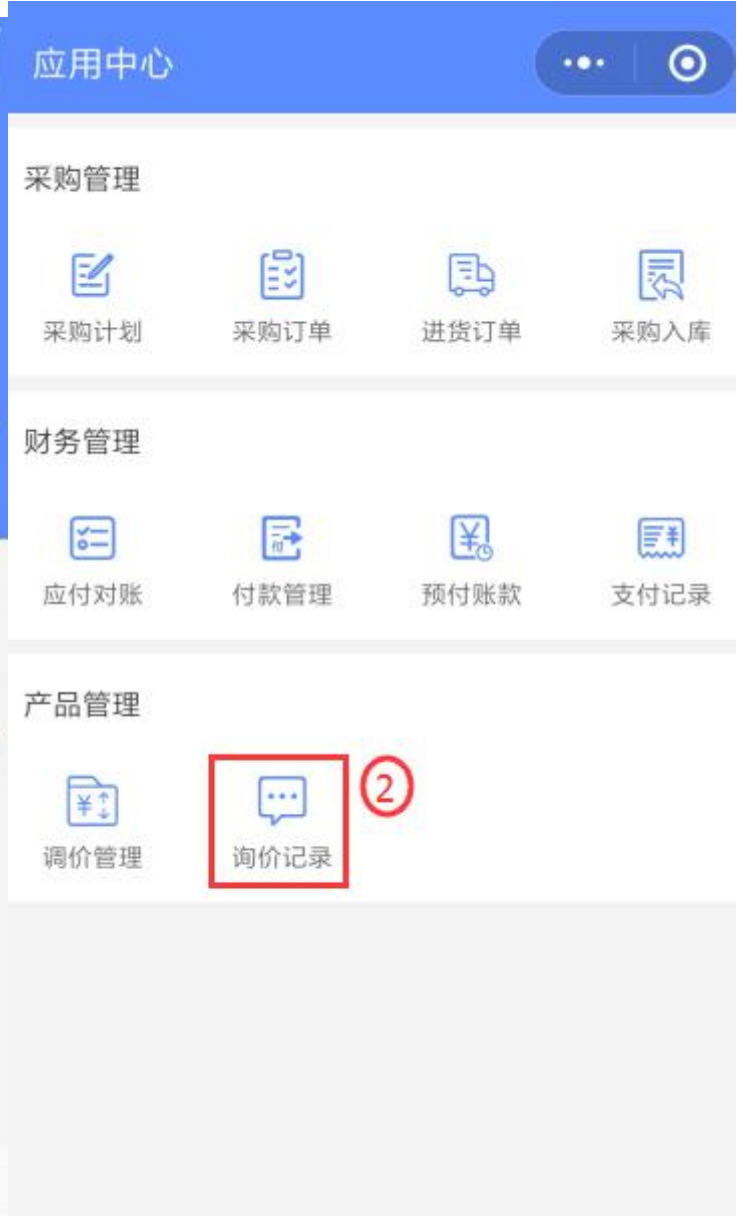 应用中心
采购管理
采购计划 采购订单 进货订单 采购入库
财务管理
付
应付对账 付款管理 预付账款 支付记录
产品管理
2
调价管理 询价记录